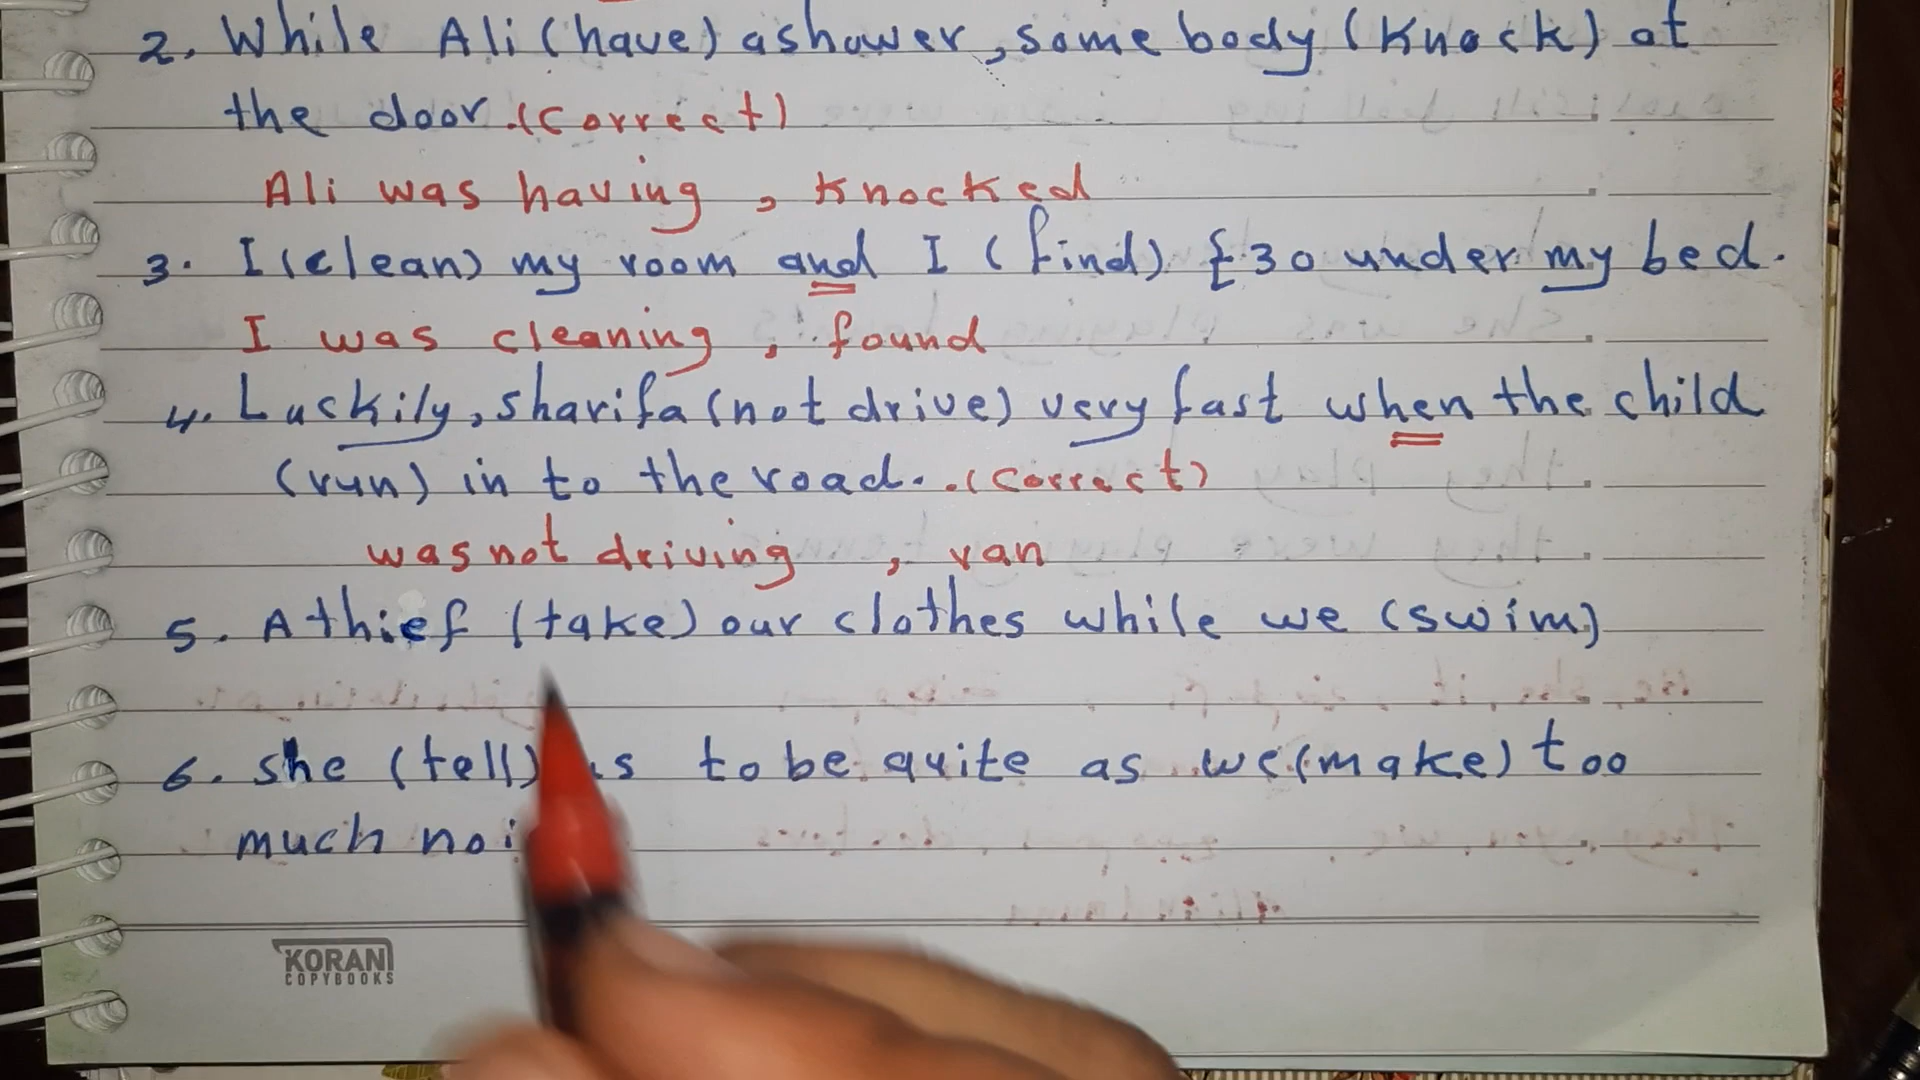 2. While Ali (have) a shower, some body (knock) at
the door. (correct)
Ali was having , knocked
3. I (clean) my room and I (find) £30 under my bed.
I was cleaning , found
4. Luckily, sharifa (not drive) very fast when the child
(run) in to the road. (correct)
was not driving , ran
5. A thief (take) our clothes while we (swim)
6. she (tell) us to be quite as we (make) too
much noi
KORANI
COPYBOOKS